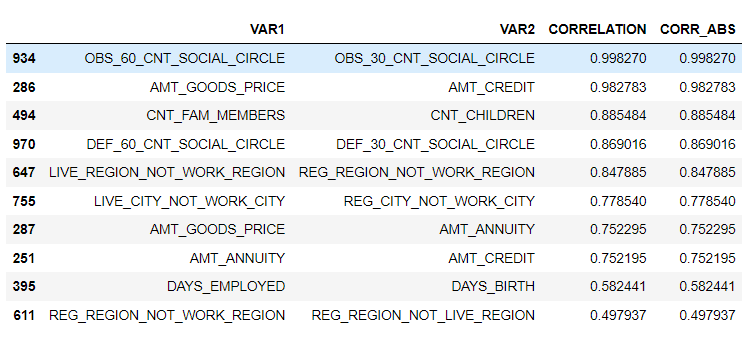 VAR1 VAR2 CORRELATION CORR_ABS
934 OBS_60_CNT_SOCIAL_CIRCLE OBS_30_CNT_SOCIAL_CIRCLE 0.998270 0.998270
286 AMT_GOODS_PRICE AMT_CREDIT 0.982783 0.982783
494 CNT_FAM_MEMBERS CNT_CHILDREN 0.885484 0.885484
970 DEF_60_CNT_SOCIAL_CIRCLE DEF_30_CNT_SOCIAL_CIRCLE 0.869016 0.869016
647 LIVE_REGION_NOT_WORK_REGION REG_REGION_NOT_WORK_REGION 0.847885 0.847885
755 LIVE_CITY_NOT_WORK_CITY REG_CITY_NOT_WORK_CITY 0.778540 0.778540
287 AMT_GOODS_PRICE AMT_ANNUITY 0.752295 0.752295
251 AMT_ANNUITY AMT_CREDIT 0.752195 0.752195
395 DAYS_EMPLOYED DAYS_BIRTH 0.582441 0.582441
611 REG_REGION_NOT_WORK_REGION REG_REGION_NOT_LIVE_REGION 0.497937 0.497937